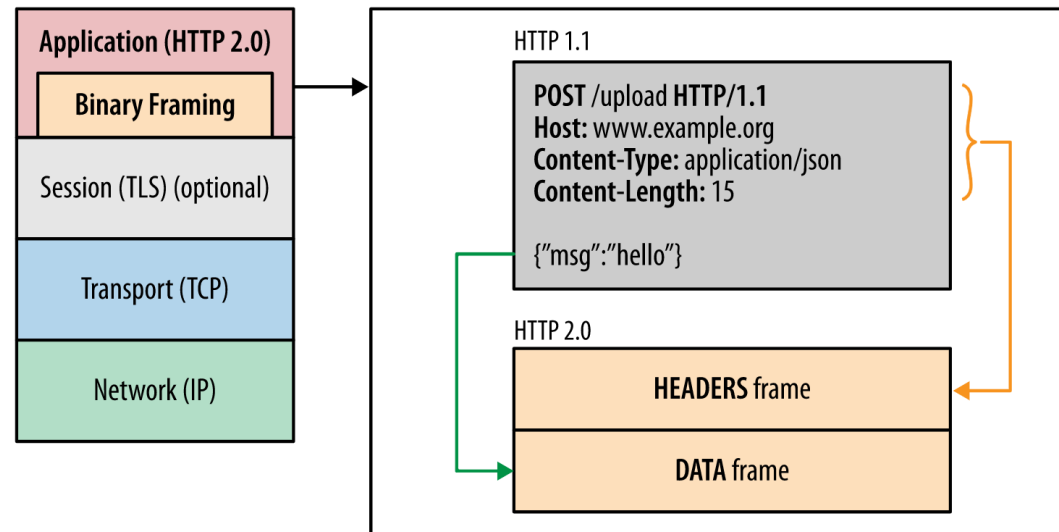 Application (HTTP 2.0)
Binary Framing
Session (TLS) (optional)
Transport (TCP)
Network (IP)
HTTP 1.1
POST /upload HTTP/1.1
Host: www.example.org
Content-Type: application/json
Content-Length: 15
{”msg”:”hello”}
HTTP 2.0
HEADERS frame
DATA frame